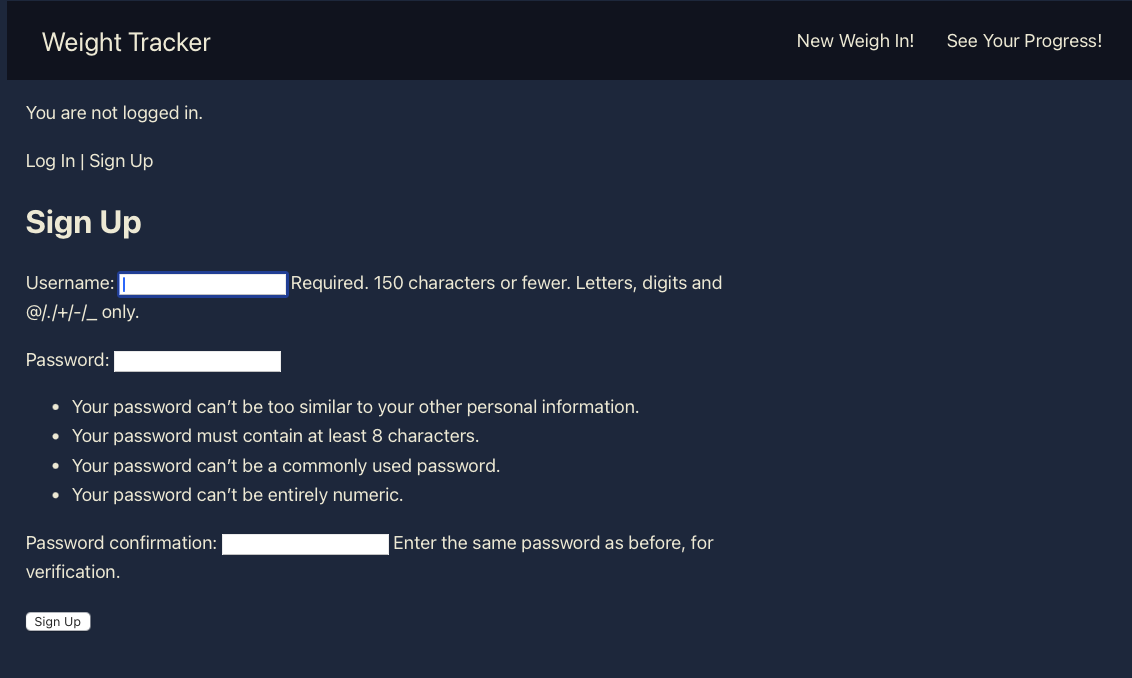 Weight Tracker
New Weigh In! See Your Progress!
You are not logged in.
Log In | Sign Up
Sign Up
Username: Required. 150 characters or fewer. Letters, digits and
@/./+/-/_ only.
Password:
• Your password can’t be too similar to your other personal information.
• Your password must contain at least 8 characters.
• Your password can’t be a commonly used password.
• Your password can’t be entirely numeric.
Password confirmation: Enter the same password as before, for
verification.
Sign Up